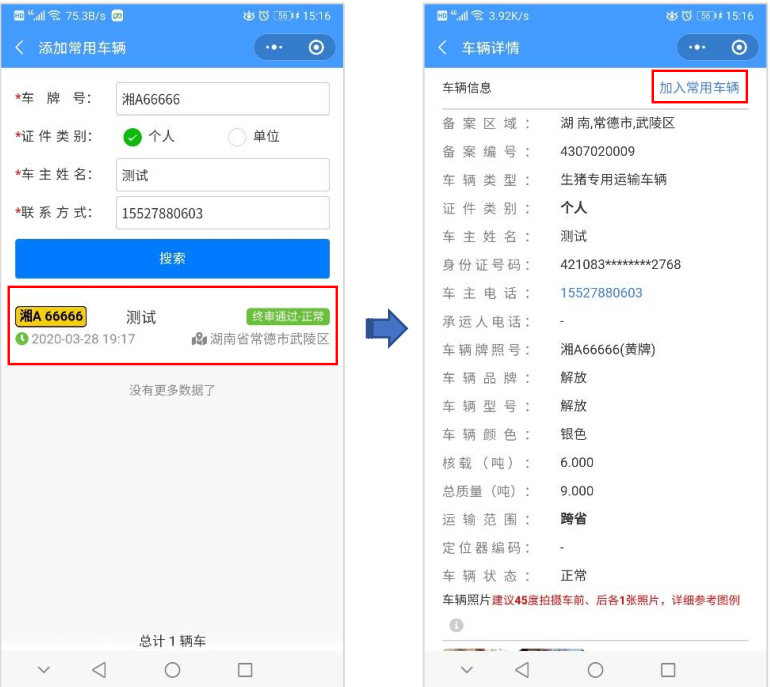 HD 46 75.3B/s 56 15:16
添加常用车辆
*车 牌 号： 湘A66666
*证件类别： 个人 单位
*车主姓名： 测试
*联系方式： 15527880603
搜索
湘A 66666 测试 终审通过-正常
2020-03-28 19:17 湖南省常德市武陵区
没有更多数据了
总计 1 辆车
HD 46 3.92K/s 56 15:16
车辆详情
车辆信息 加入常用车辆
备案区域： 湖南,常德市,武陵区
备案编号： 4307020009
车辆类型： 生猪专用运输车辆
证件类别： 个人
车主姓名： 测试
身份证号码： 421083********2768
车主电话： 15527880603
承运人电话： -
车辆牌照号： 湘A66666(黄牌)
车辆品牌： 解放
车辆型号： 解放
车辆颜色： 银色
核载（吨）： 6.000
总质量（吨）： 9.000
运输范围： 跨省
定位器编码： -
车辆状态： 正常
车辆照片建议45度拍摄车前、后各1张照片，详细参考图例